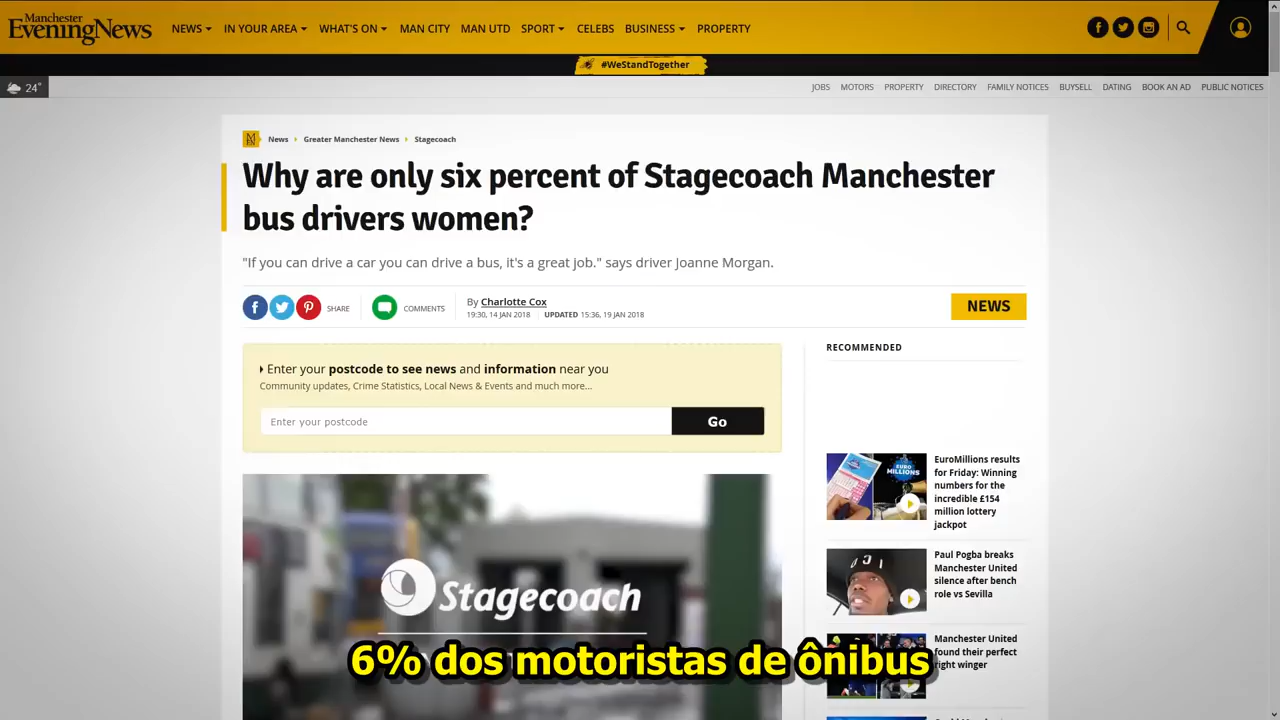 Manchester
Evening News
NEWS
IN YOUR AREA
WHAT'S ON
MAN CITY
MAN UTD
SPORT
CELEBS
BUSINESS
PROPERTY
#WeStandTogether
24°
JOBS
MOTORS
PROPERTY
DIRECTORY
FAMILY NOTICES
BUYSELL
DATING
BOOK AN AD
PUBLIC NOTICES
News
Greater Manchester News
Stagecoach
Why are only six percent of Stagecoach Manchester
bus drivers women?
"If you can drive a car you can drive a bus, it's a great job." says driver Joanne Morgan.
SHARE
COMMENTS
By Charlotte Cox
19:30, 14 JAN 2018
UPDATED 15:36, 19 JAN 2018
NEWS
Enter your postcode to see news and information near you
Community updates, Crime Statistics, Local News & Events and much more...
Enter your postcode
Go
RECOMMENDED
EuroMillions results
for Friday: Winning
numbers for the
incredible £154
million lottery
jackpot
Paul Pogba breaks
Manchester United
silence after bench
role vs Sevilla
Manchester United
found their perfect
right winger
Stagecoach
6% dos motoristas de ônibus